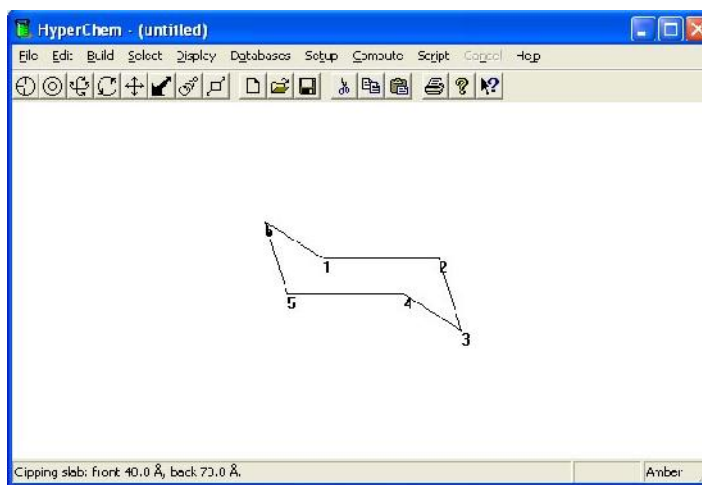 HyperChem - (untitled)
File Edit Build Select Display Databases Setup Compute Script Cancel Help
6
1 2
5 4
3
Clipping slab: front 40.0 Å, back 73.0 Å. Amber